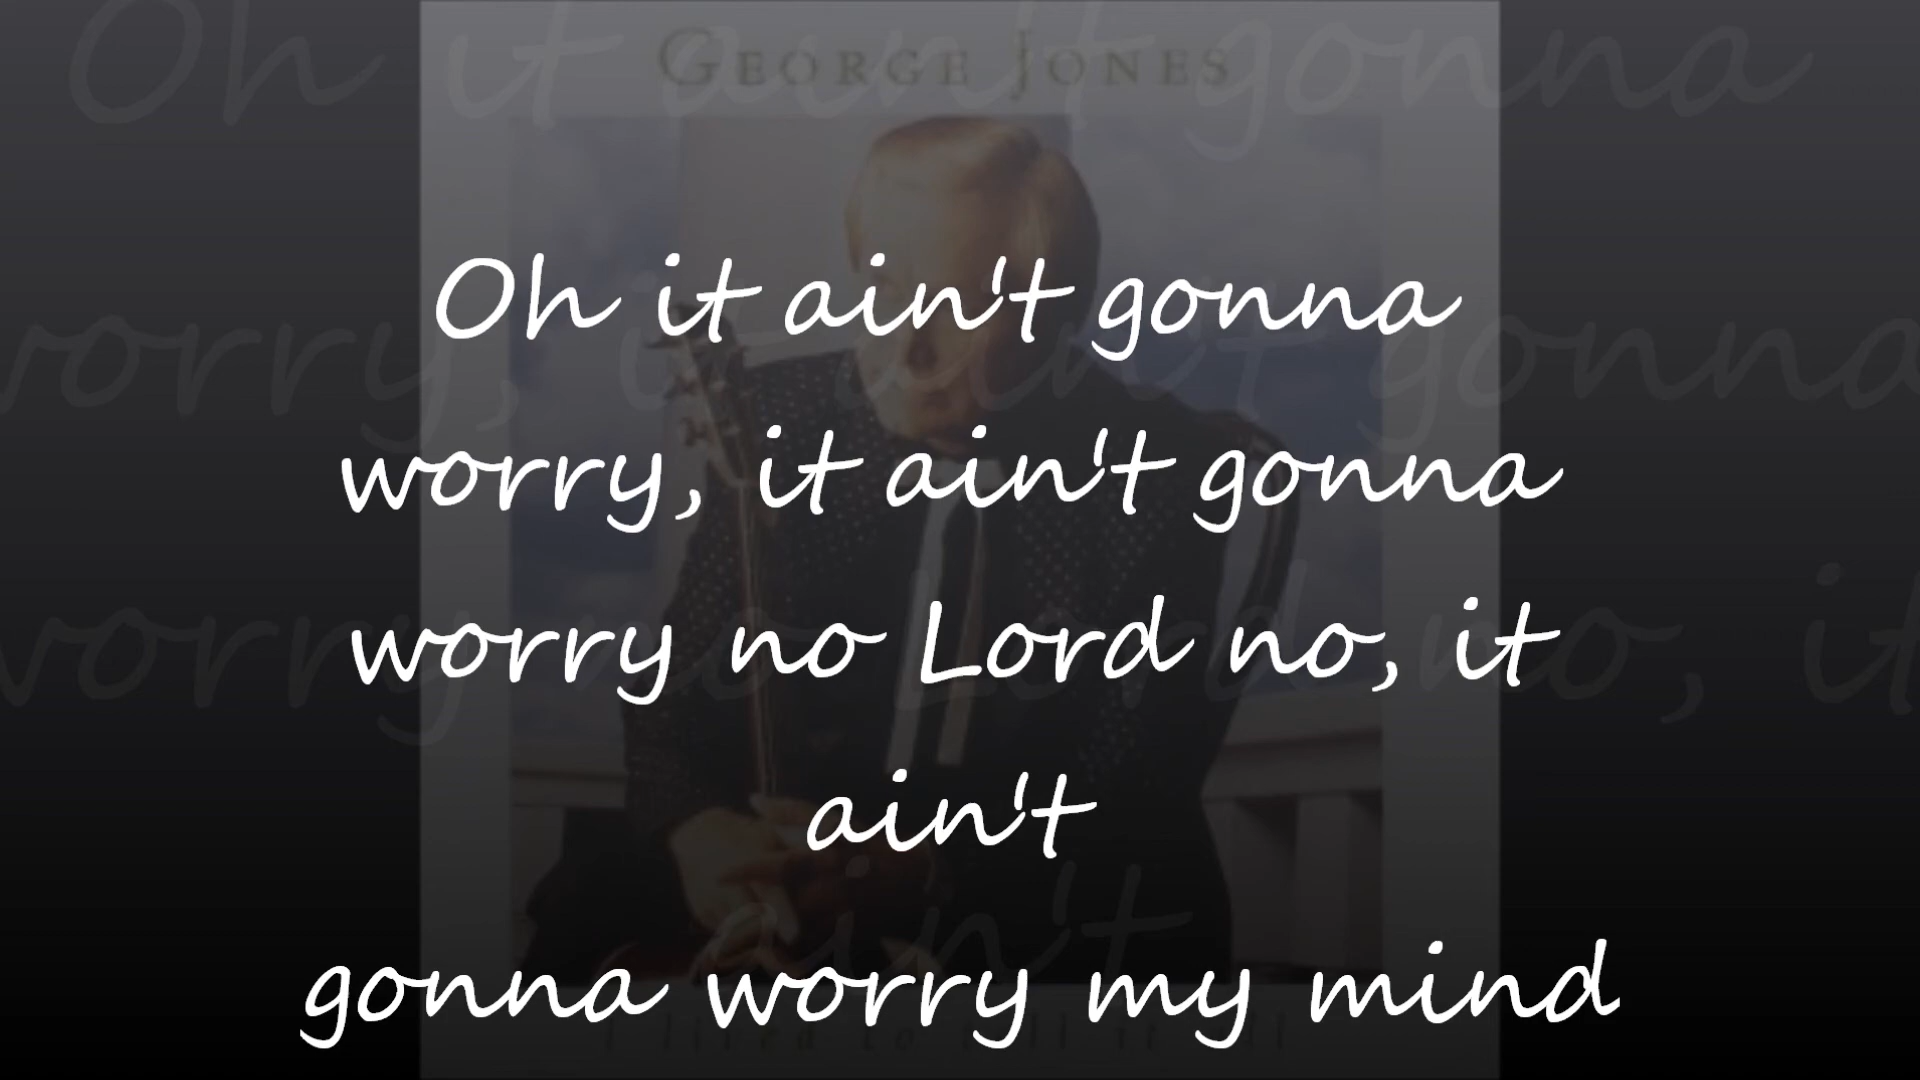 GEORGE JONES
Oh it ain't gonna
worry, it ain't gonna
worry no Lord no, it
ain't
gonna worry my mind